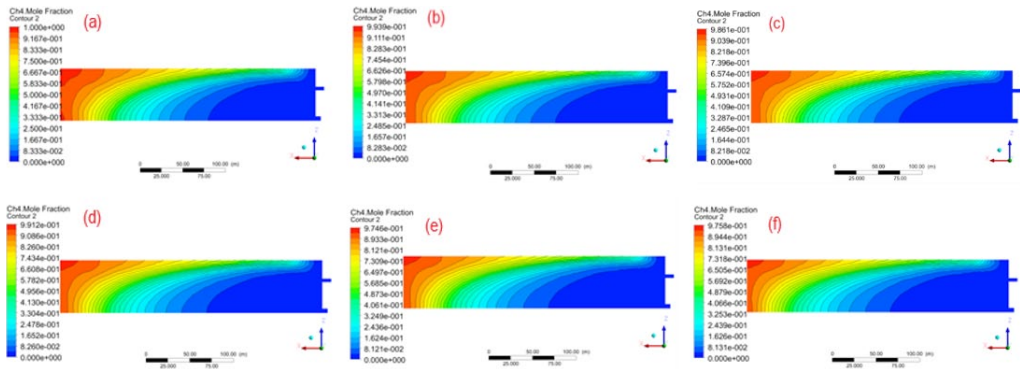 Ch4.Mole Fraction
Contour 2
(a)
1.000e+000
9.167e-001
8.333e-001
7.500e-001
6.667e-001
5.833e-001
5.000e-001
4.167e-001
3.333e-001
2.500e-001
1.667e-001
8.333e-002
0.000e+000
0 50.00 100.00 (m)
25.000 75.00
Z
X
Ch4.Mole Fraction
Contour 2
(b)
9.939e-001
9.111e-001
8.283e-001
7.454e-001
6.626e-001
5.798e-001
4.970e-001
4.141e-001
3.313e-001
2.485e-001
1.657e-001
8.283e-002
0.000e+000
0 50.00 100.00 (m)
25.000 75.00
Z
X
Ch4.Mole Fraction
Contour 2
(c)
9.861e-001
9.039e-001
8.218e-001
7.396e-001
6.574e-001
5.752e-001
4.931e-001
4.109e-001
3.287e-001
2.465e-001
1.644e-001
8.218e-002
0.000e+000
0 50.00 100.00 (m)
25.000 75.00
Z
X
Ch4.Mole Fraction
Contour 2
(d)
9.912e-001
9.086e-001
8.260e-001
7.434e-001
6.608e-001
5.782e-001
4.956e-001
4.130e-001
3.304e-001
2.478e-001
1.652e-001
8.260e-002
0.000e+000
0 50.00 100.00 (m)
25.000 75.00
Z
X
Ch4.Mole Fraction
Contour 2
(e)
9.746e-001
8.933e-001
8.121e-001
7.309e-001
6.497e-001
5.685e-001
4.873e-001
4.061e-001
3.249e-001
2.436e-001
1.624e-001
8.121e-002
0.000e+000
0 50.00 100.00 (m)
25.000 75.00
Z
X
Ch4.Mole Fraction
Contour 2
(f)
9.758e-001
8.944e-001
8.131e-001
7.318e-001
6.505e-001
5.692e-001
4.879e-001
4.066e-001
3.253e-001
2.439e-001
1.626e-001
8.131e-002
0.000e+000
0 50.00 100.00 (m)
25.000 75.00
Z
X